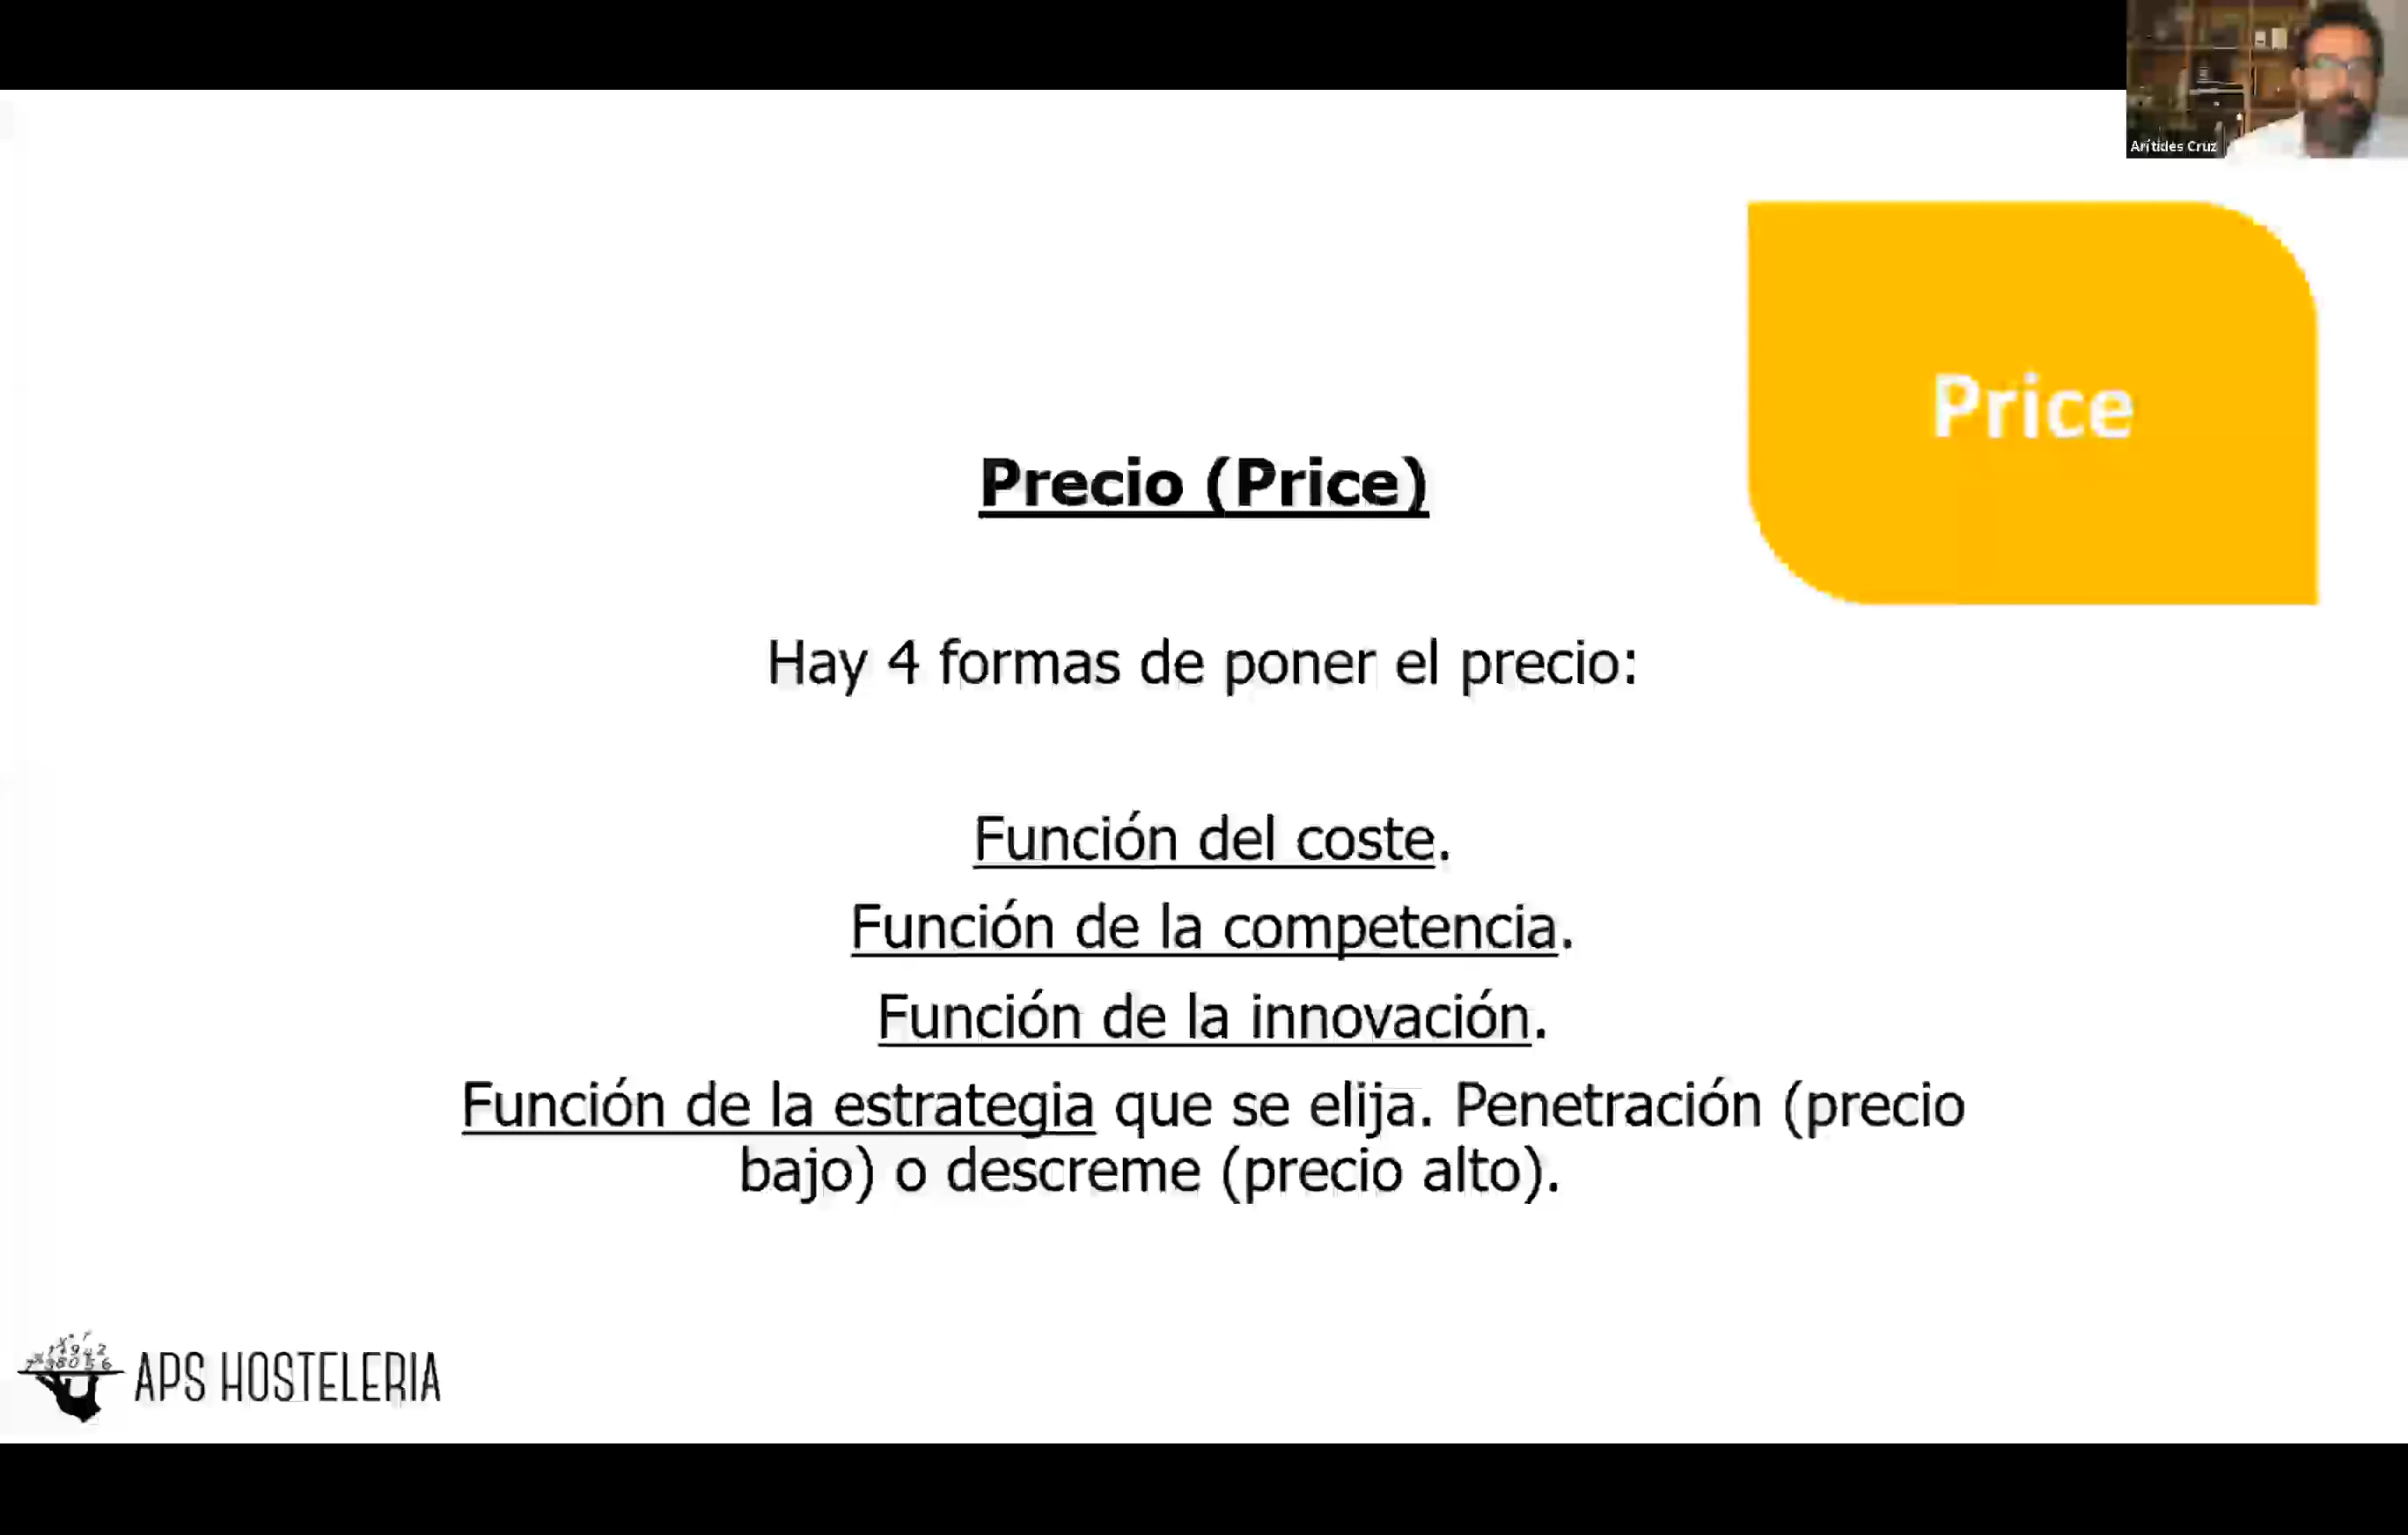 Arítides Cruz
Price
Precio (Price)
Hay 4 formas de poner el precio:
Función del coste.
Función de la competencia.
Función de la innovación.
Función de la estrategia que se elija. Penetración (precio
bajo) o descreme (precio alto).
APS HOSTELERIA